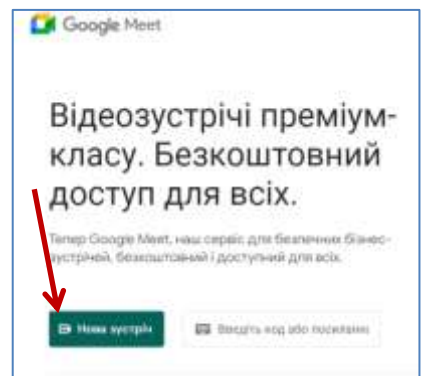 Google Meet
Відеозустрічі преміум-
класу. Безкоштовний
доступ для всіх.
Тепер Google Meet, наш сервіс для безпечних бізнес-
зустрічей, безкоштовний і доступний для всіх.
Нова зустріч
Введіть код або посилання